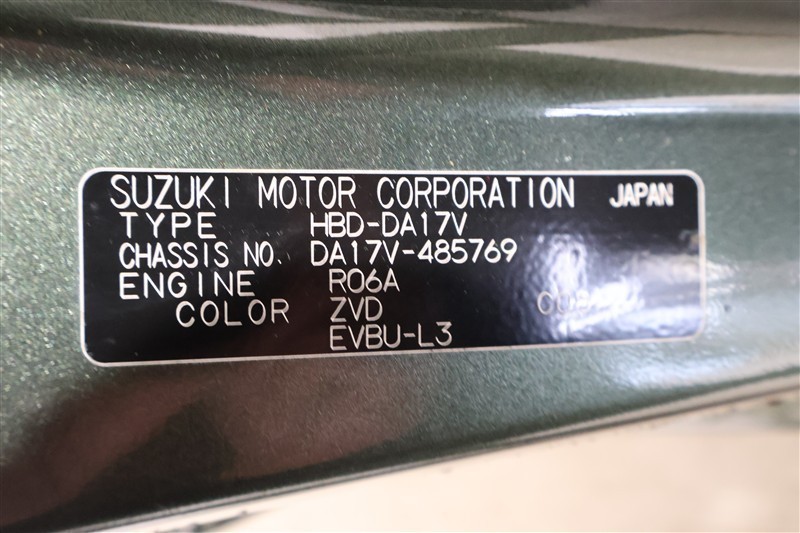 SUZUKI MOTOR CORPORATION JAPAN
TYPE HBD-DA17V
CHASSIS NO. DA17V-485769
ENGINE R06A
COLOR ZVD
EVBU-L3